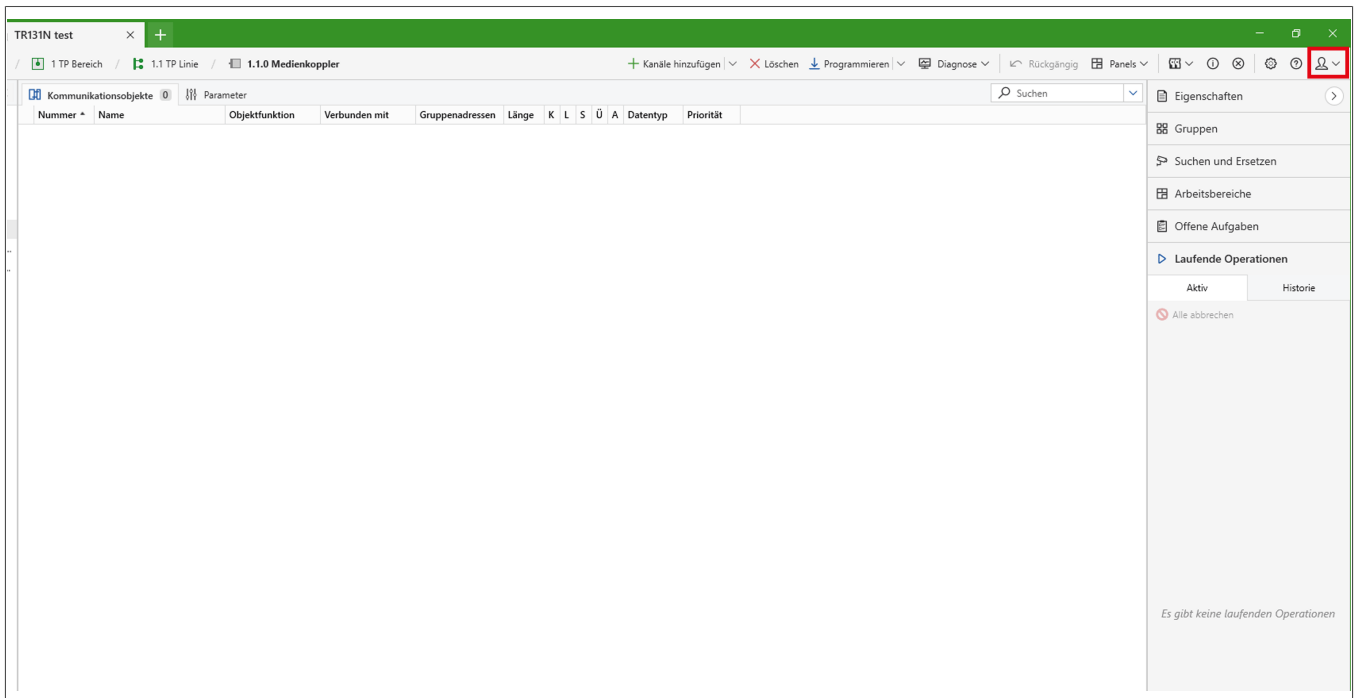 TR131N test
/ 1 TP Bereich / 1.1 TP Linie / 1.1.0 Medienkoppler Kanäle hinzufügen Löschen Programmieren Diagnose Rückgängig Panels
Kommunikationsobjekte 0 Parameter Suchen
Nummer Name Objektfunktion Verbunden mit Gruppenadressen Länge K L S Ü A Datentyp Priorität
Eigenschaften
Gruppen
Suchen und Ersetzen
Arbeitsbereiche
Offene Aufgaben
Laufende Operationen
Aktiv Historie
Alle abbrechen
Es gibt keine laufenden Operationen